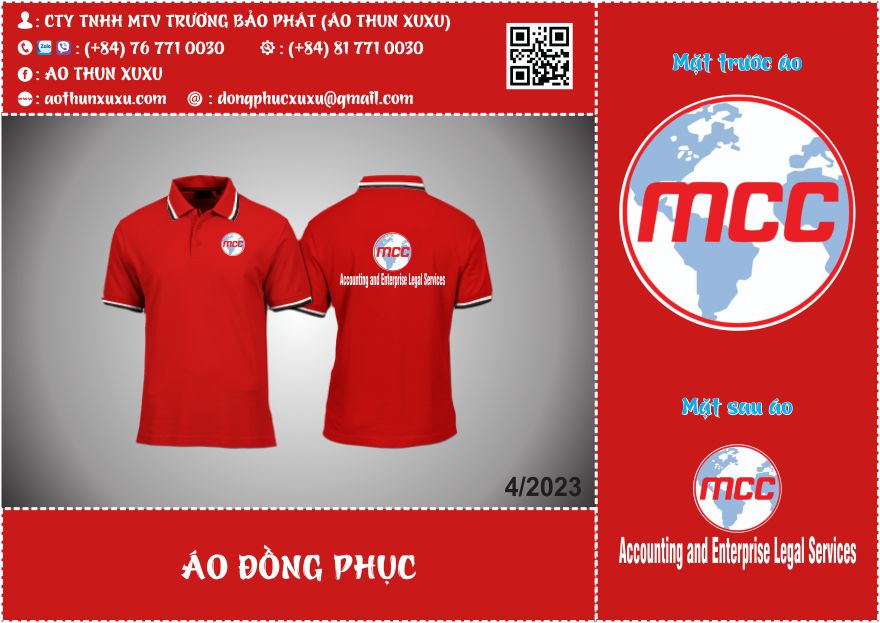 : CTY TNHH MTV TRƯƠNG BẢO PHÁT (ÁO THUN XUXU)
Zalo : (+84) 76 771 0030 : (+84) 81 771 0030
: AO THUN XUXU
www : aothunxuxu.com @ : dongphucxuxu@gmail.com
MCC
MCC
Accounting and Enterprise Legal Services
4/2023
ÁO ĐỒNG PHỤC
Mặt trước áo
MCC
Mặt sau áo
MCC
Accounting and Enterprise Legal Services